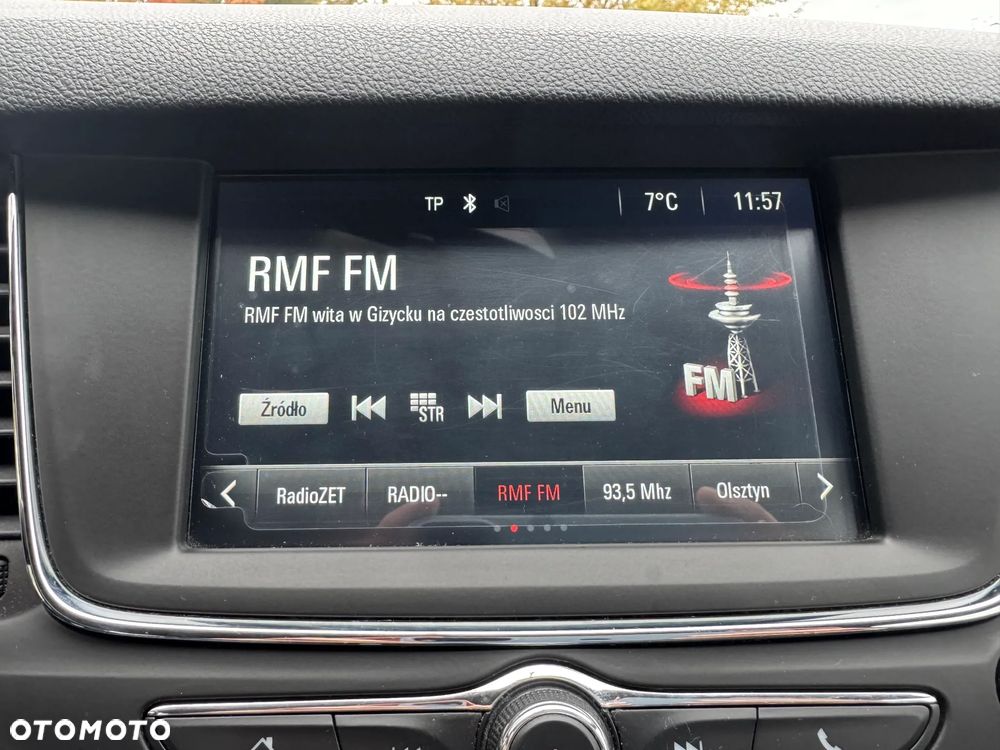 TP 7°C 11:57
RMF FM
RMF FM wita w Gizycku na czestotliwosci 102 MHz
FM
Źródło STR Menu
RadioZET RADIO-- RMF FM 93,5 Mhz Olsztyn
OTOMOTO